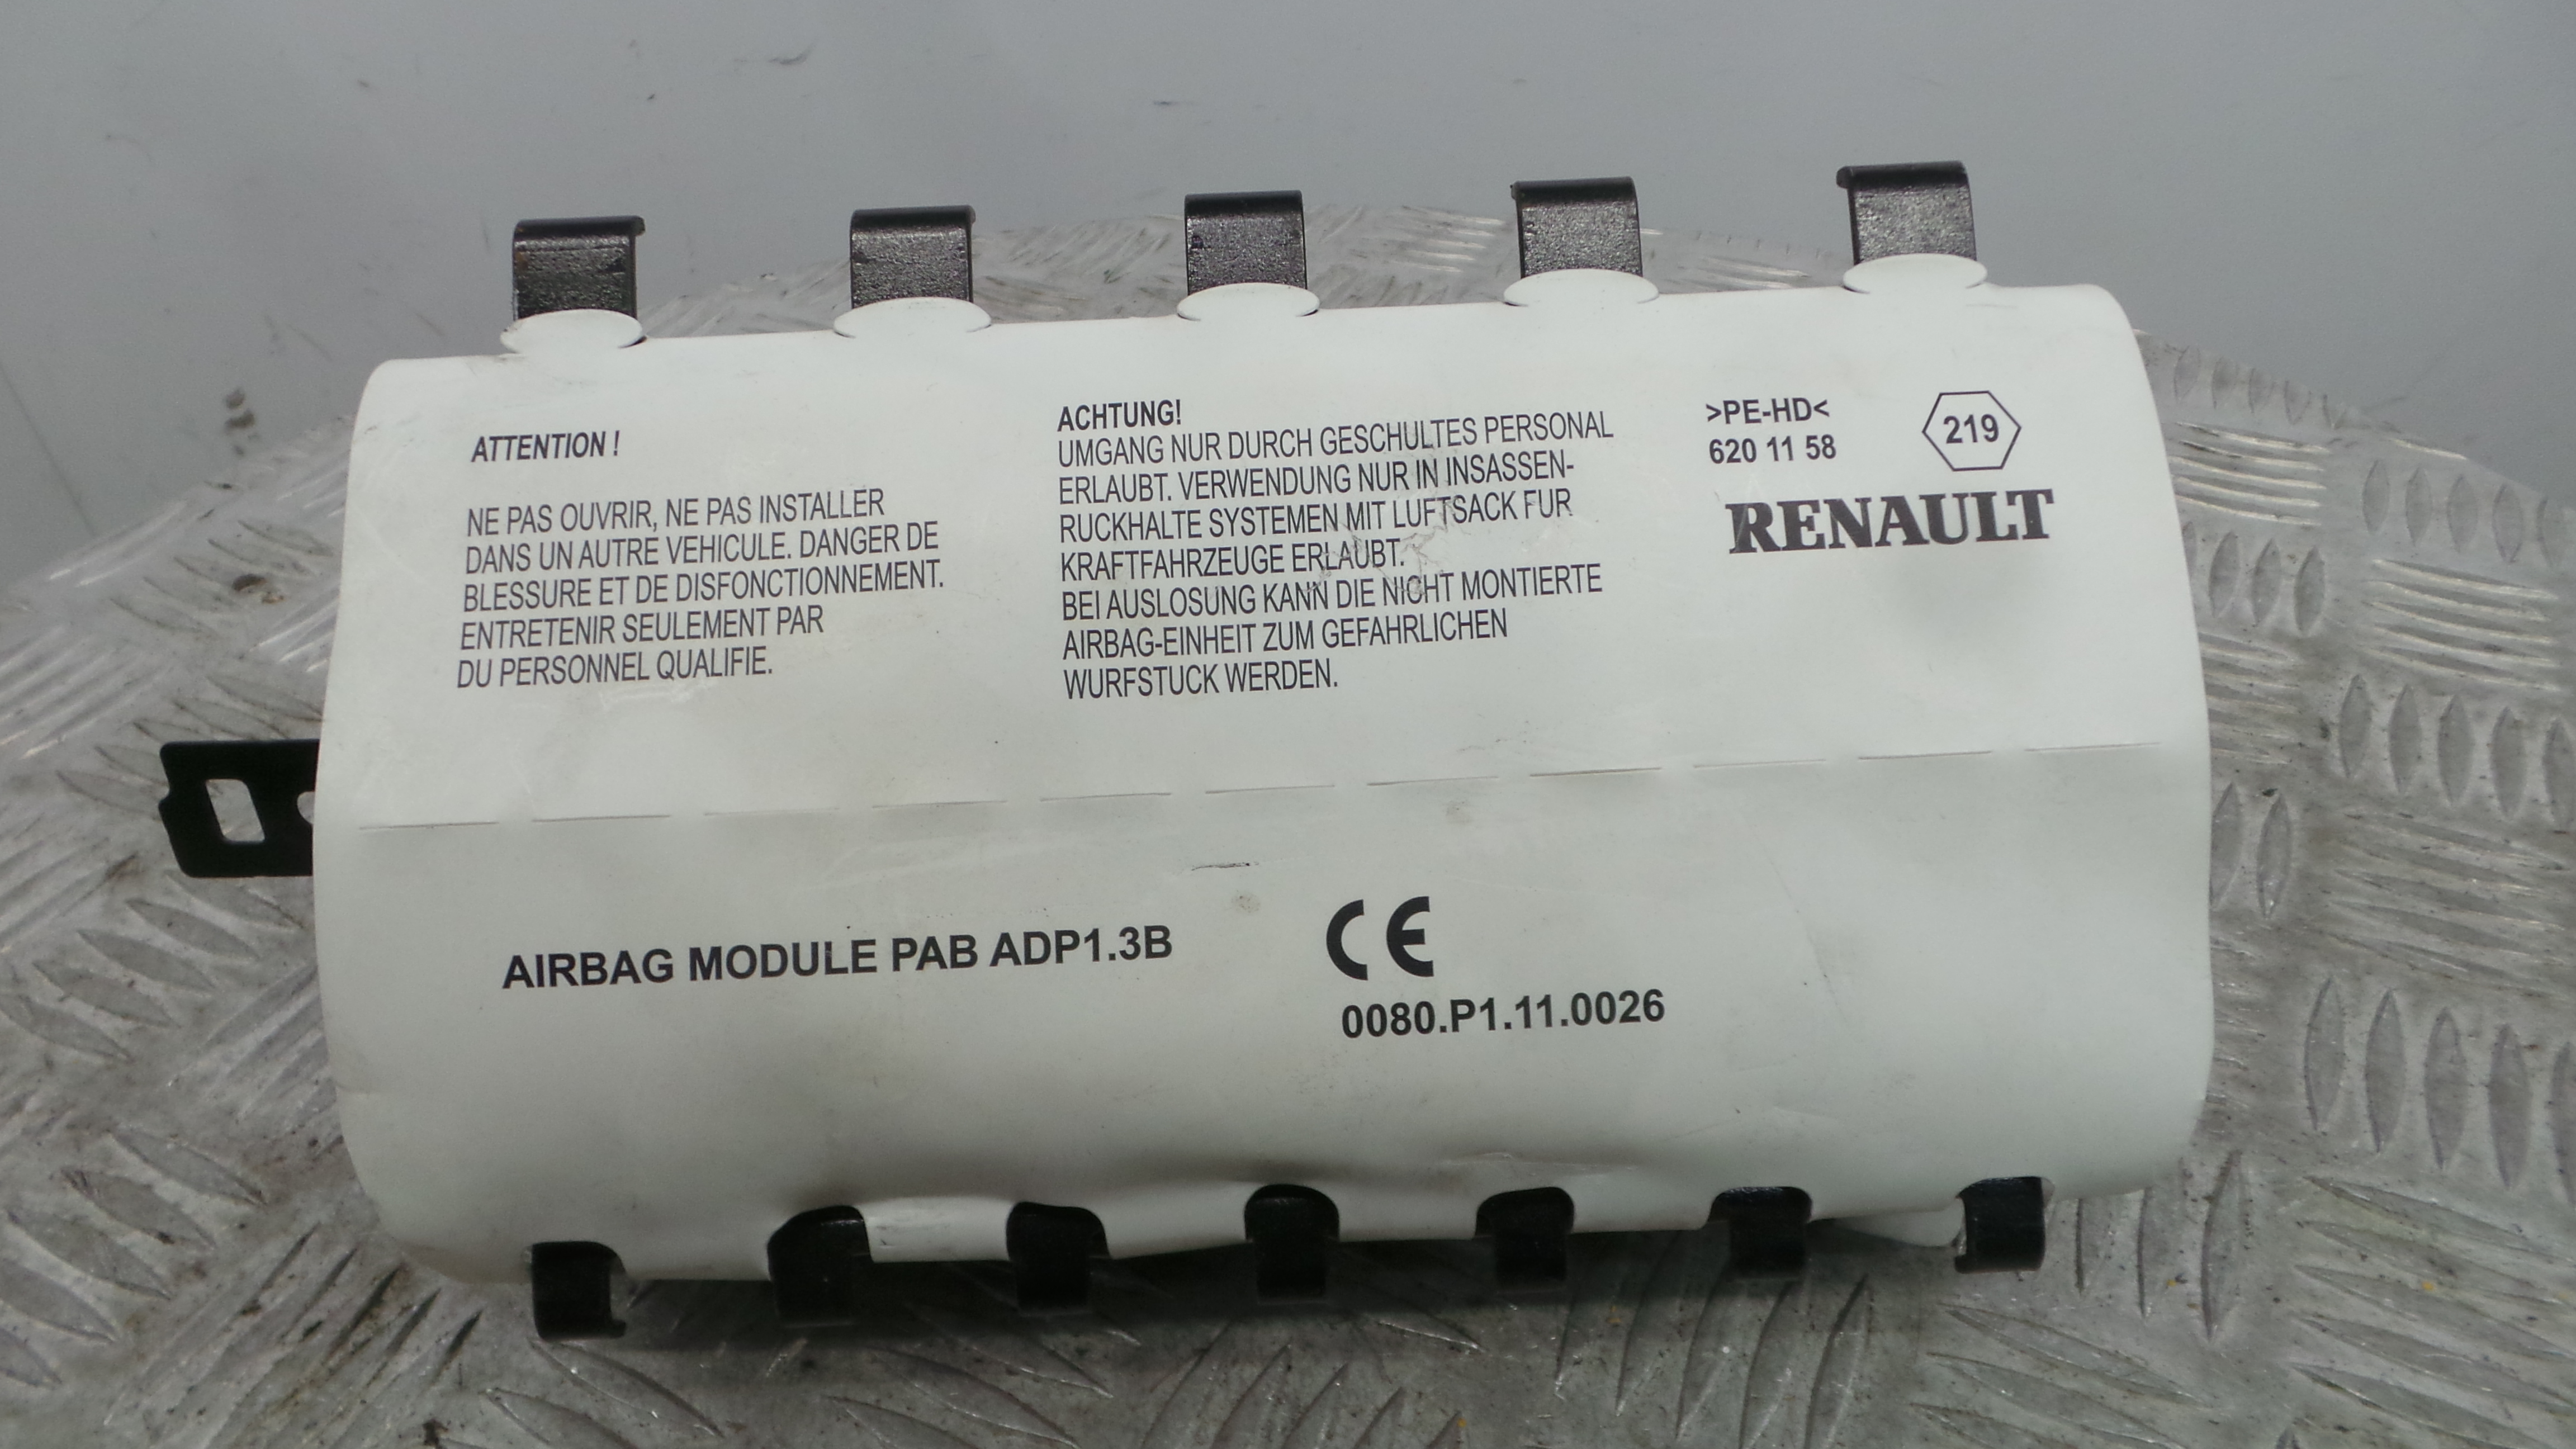 ATTENTION !
NE PAS OUVRIR, NE PAS INSTALLER
DANS UN AUTRE VEHICULE. DANGER DE
BLESSURE ET DE DISFONCTIONNEMENT.
ENTRETENIR SEULEMENT PAR
DU PERSONNEL QUALIFIE.
ACHTUNG!
UMGANG NUR DURCH GESCHULTES PERSONAL
ERLAUBT. VERWENDUNG NUR IN INSASSEN-
RUCKHALTE SYSTEMEN MIT LUFTSACK FUR
KRAFTFAHRZEUGE ERLAUBT.
BEI AUSLOSUNG KANN DIE NICHT MONTIERTE
AIRBAG-EINHEIT ZUM GEFAHRLICHEN
WURFSTUCK WERDEN.
>PE-HD<
620 11 58
219
RENAULT
AIRBAG MODULE PAB ADP1.3B
CE
0080.P1.11.0026